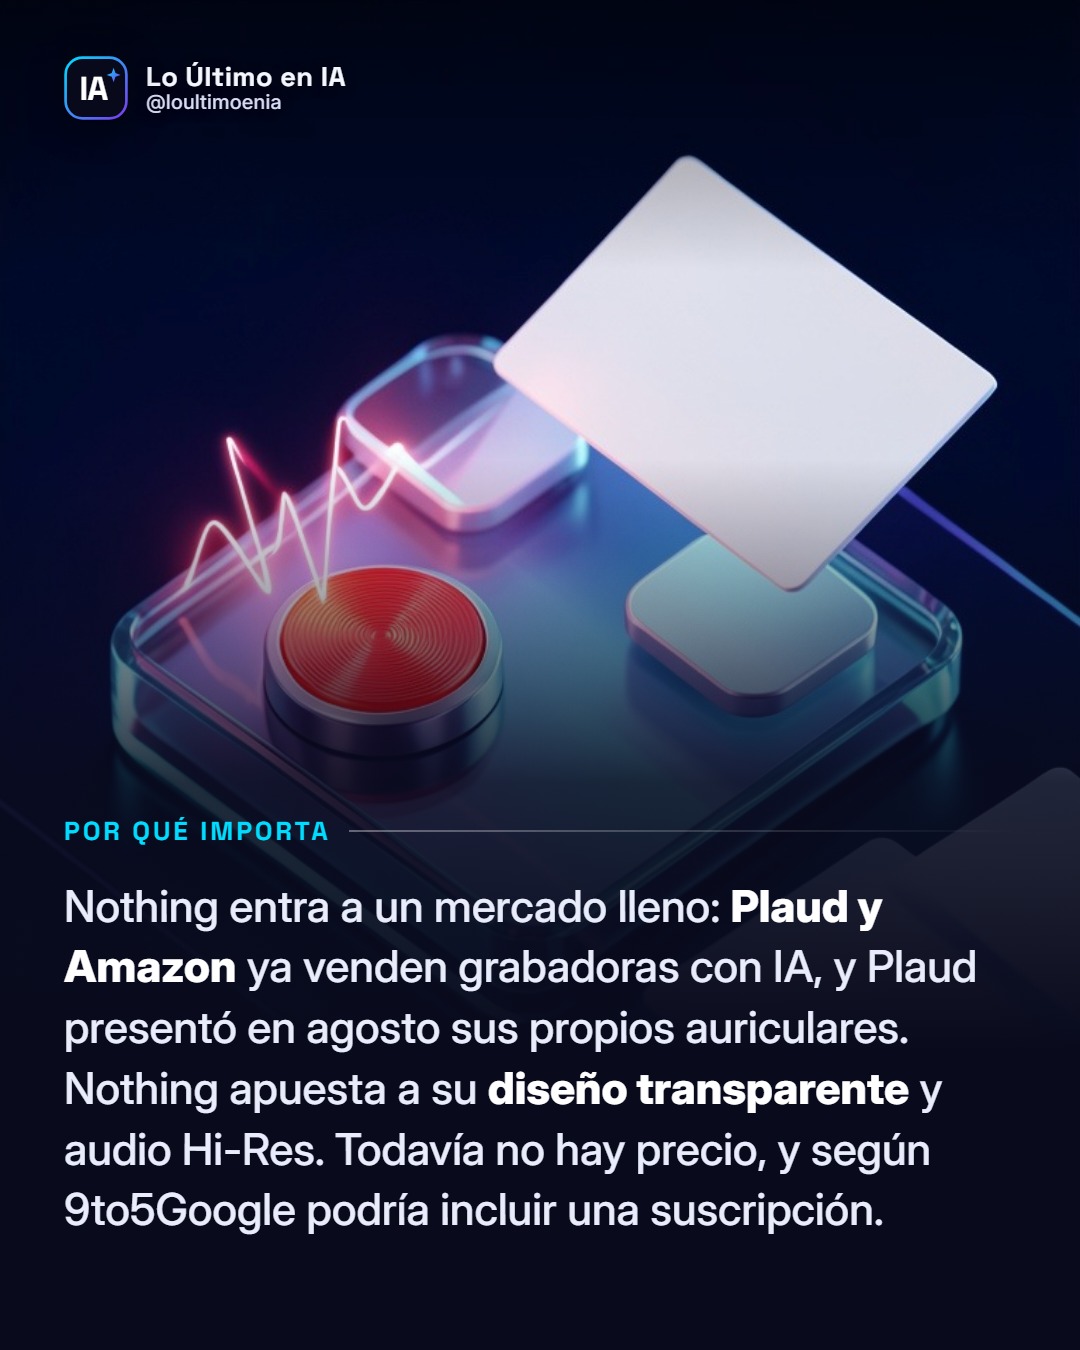 IA
Lo Último en IA
@loultimoenia
POR QUÉ IMPORTA
Nothing entra a un mercado lleno: Plaud y
Amazon ya venden grabadoras con IA, y Plaud
presentó en agosto sus propios auriculares.
Nothing apuesta a su diseño transparente y
audio Hi-Res. Todavía no hay precio, y según
9to5Google podría incluir una suscripción.